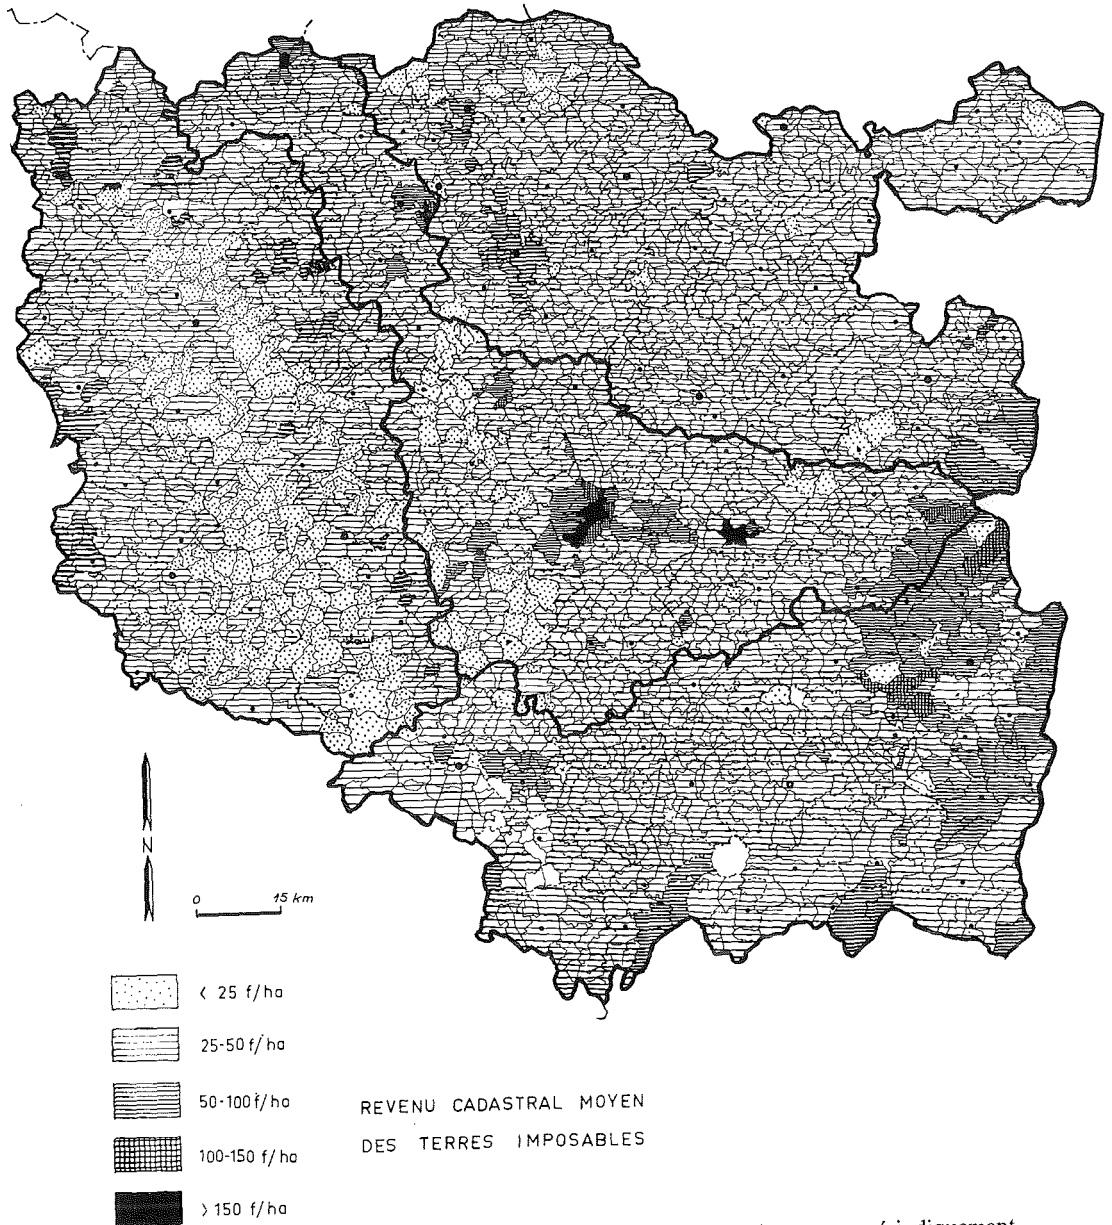 N
0 15 km
< 25 f/ha
25-50 f/ha
50-100 f/ha
100-150 f/ha
> 150 f/ha
REVENU CADASTRAL MOYEN
DES TERRES IMPOSABLES